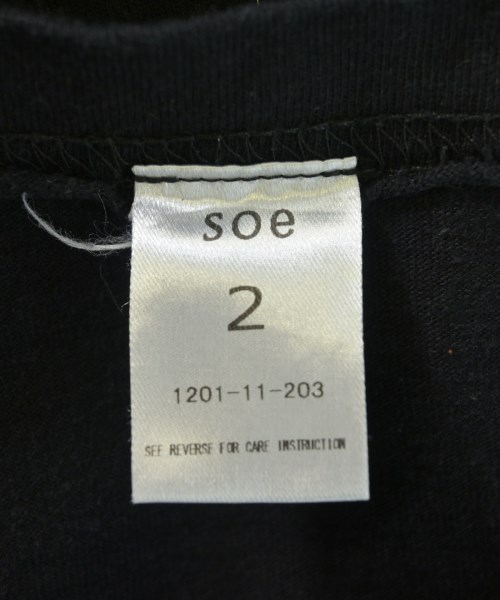 soe
2
1201-11-203
SEE REVERSE FOR CARE INSTRUCTION